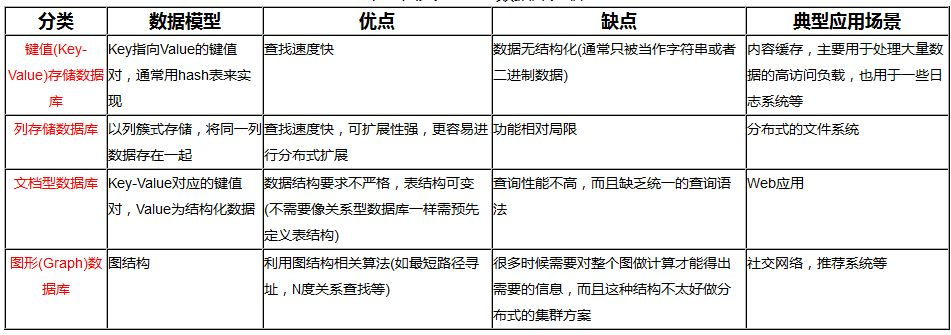 分类
数据模型
优点
缺点
典型应用场景
键值(Key-
Value)存储数据
库
Key指向Value的键值
对，通常用hash表来实
现
查找速度快
数据无结构化(通常只被当作字符串或者
二进制数据)
内容缓存，主要用于处理大量数
据的高访问负载，也用于一些日
志系统等
列存储数据库
以列簇式存储，将同一列
数据存在一起
查找速度快，可扩展性强，更容易进
行分布式扩展
功能相对局限
分布式的文件系统
文档型数据库
Key-Value对应的键值
对，Value为结构化数据
数据结构要求不严格，表结构可变
(不需要像关系型数据库一样需预先
定义表结构)
查询性能不高，而且缺乏统一的查询语
法
Web应用
图形(Graph)数
据库
图结构
利用图结构相关算法(如最短路径寻
址，N度关系查找等)
很多时候需要对整个图做计算才能得出
需要的信息，而且这种结构不太好做分
布式的集群方案
社交网络，推荐系统等